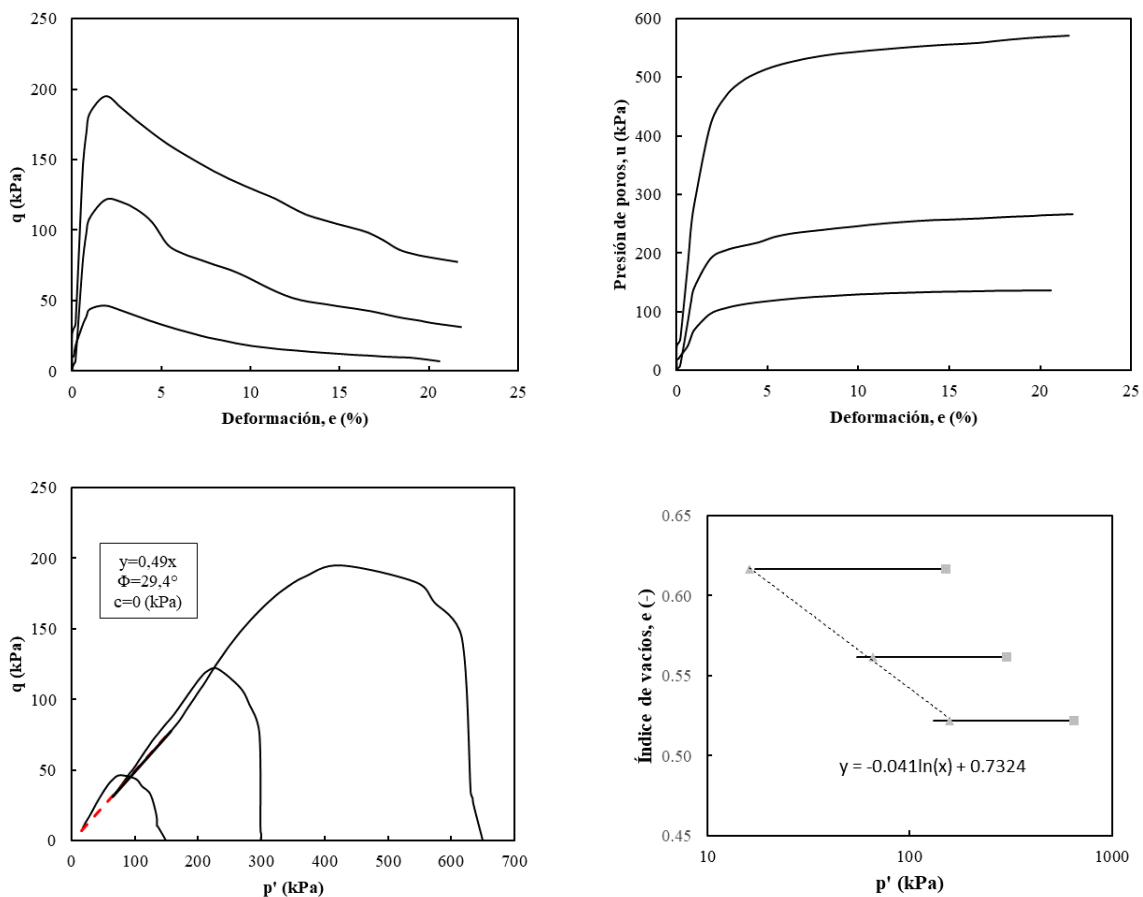 250
200
150
100
50
0
q (kPa)
0 5 10 15 20 25
Deformación, e (%)
600
500
400
300
200
100
0
Presión de poros, u (kPa)
0 5 10 15 20 25
Deformación, e (%)
250
200
150
100
50
0
q (kPa)
y=0,49x
Φ=29,4°
c=0 (kPa)
0 100 200 300 400 500 600 700
p' (kPa)
0.65
0.60
0.55
0.50
0.45
Índice de vacíos, e (-)
y = -0.041ln(x) + 0.7324
10 100 1000
p' (kPa)